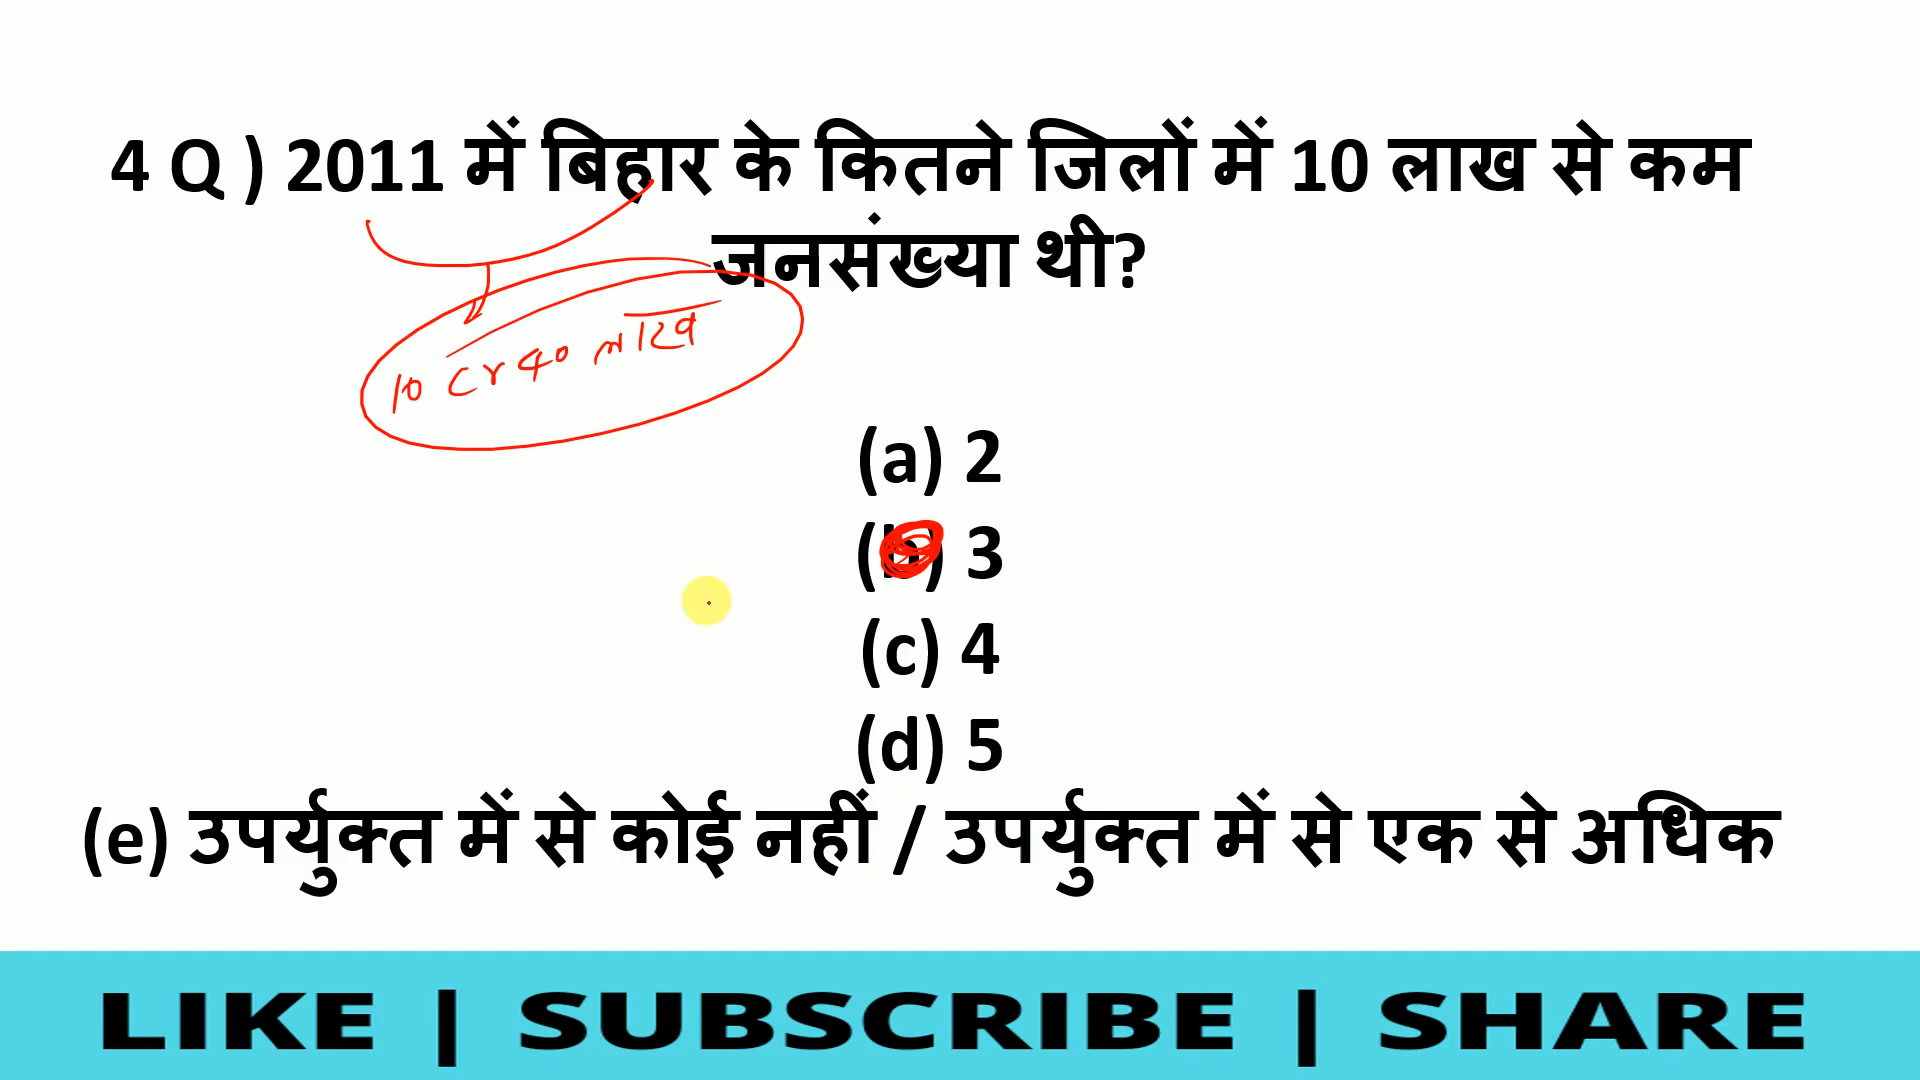 4 Q ) 2011 में बिहार के कितने जिलों में 10 लाख से कम
जनसंख्या थी?
10 Cr 40 लाख
(a) 2
(b) 3
(c) 4
(d) 5
(e) उपर्युक्त में से कोई नहीं / उपर्युक्त में से एक से अधिक
LIKE | SUBSCRIBE | SHARE